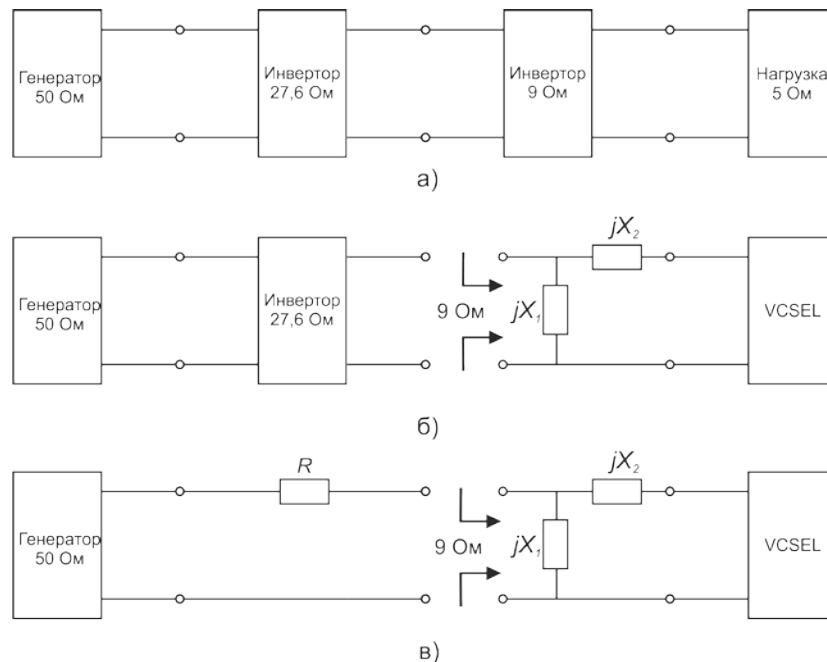 Генератор
50 Ом
Инвертор
27,6 Ом
Инвертор
9 Ом
Нагрузка
5 Ом
а)
Генератор
50 Ом
Инвертор
27,6 Ом
9 Ом
jX₁
jX₂
VCSEL
б)
Генератор
50 Ом
R
9 Ом
jX₁
jX₂
VCSEL
в)